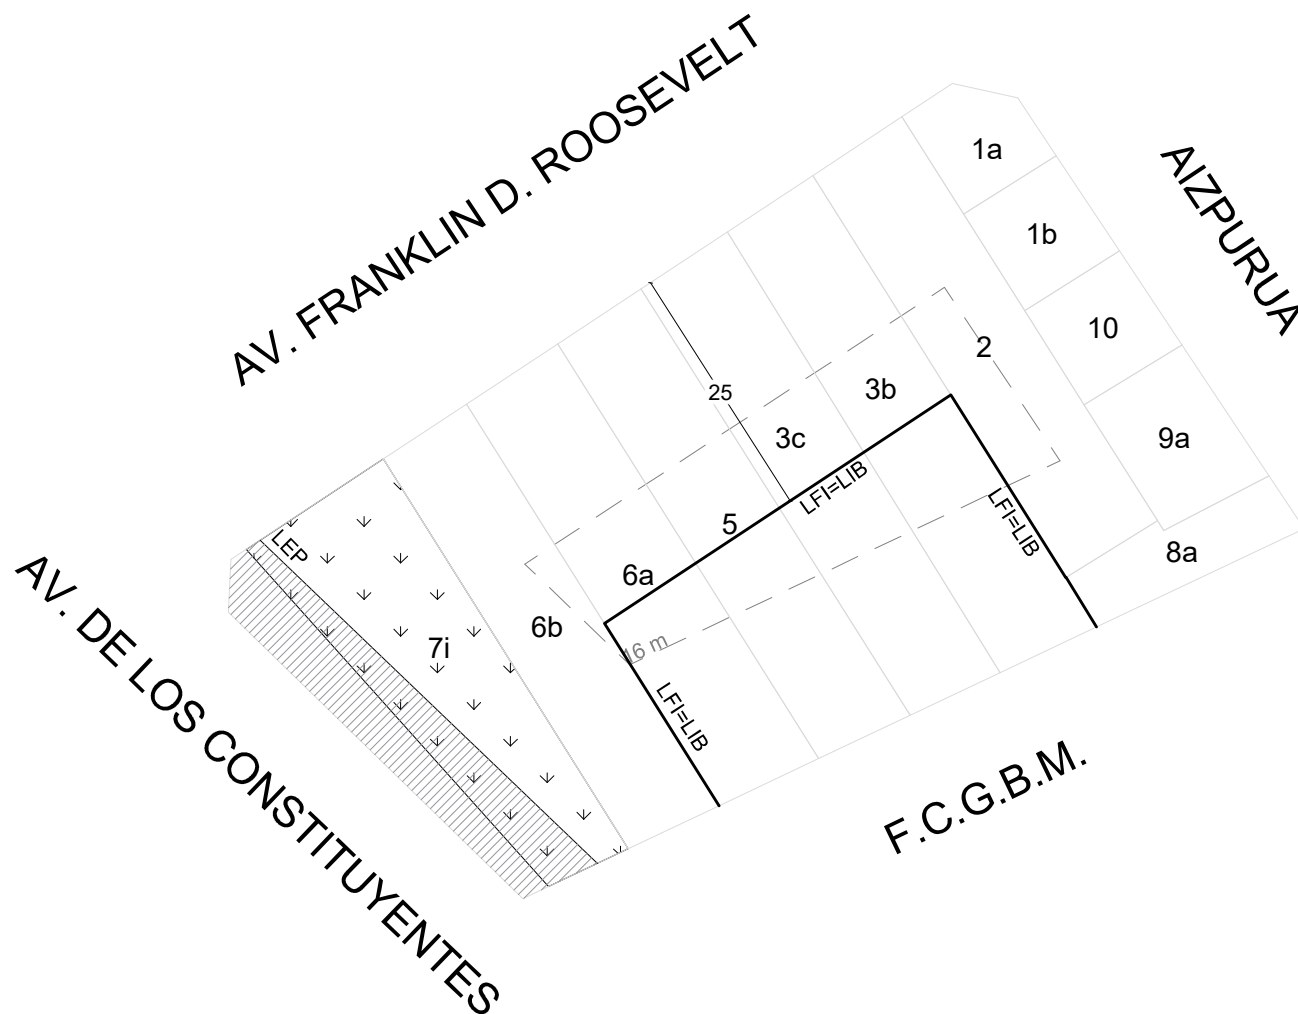 AV. FRANKLIN D. ROOSEVELT
AIZPURUA
1a
1b
10
2
3b
25
3c
9a
LFI=LIB
LFI=LIB
5
LEP
8a
6a
6b
16 m
7i
LFI=LIB
AV. DE LOS CONSTITUYENTES
F.C.G.B.M.